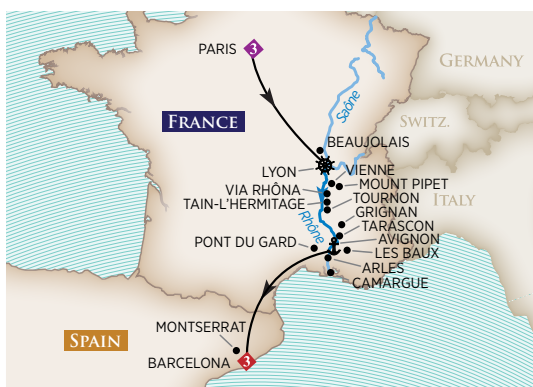 PARIS
3
GERMANY
Saône
FRANCE
SWITZ.
BEAUJOLAIS
LYON
VIENNE
MOUNT PIPET
VIA RHÔNA
TOURNON
TAIN-L'HERMITAGE
ITALY
GRIGNAN
Rhône
TARASCON
AVIGNON
PONT DU GARD
LES BAUX
ARLES
CAMARGUE
MONTSERRAT
SPAIN
BARCELONA
3